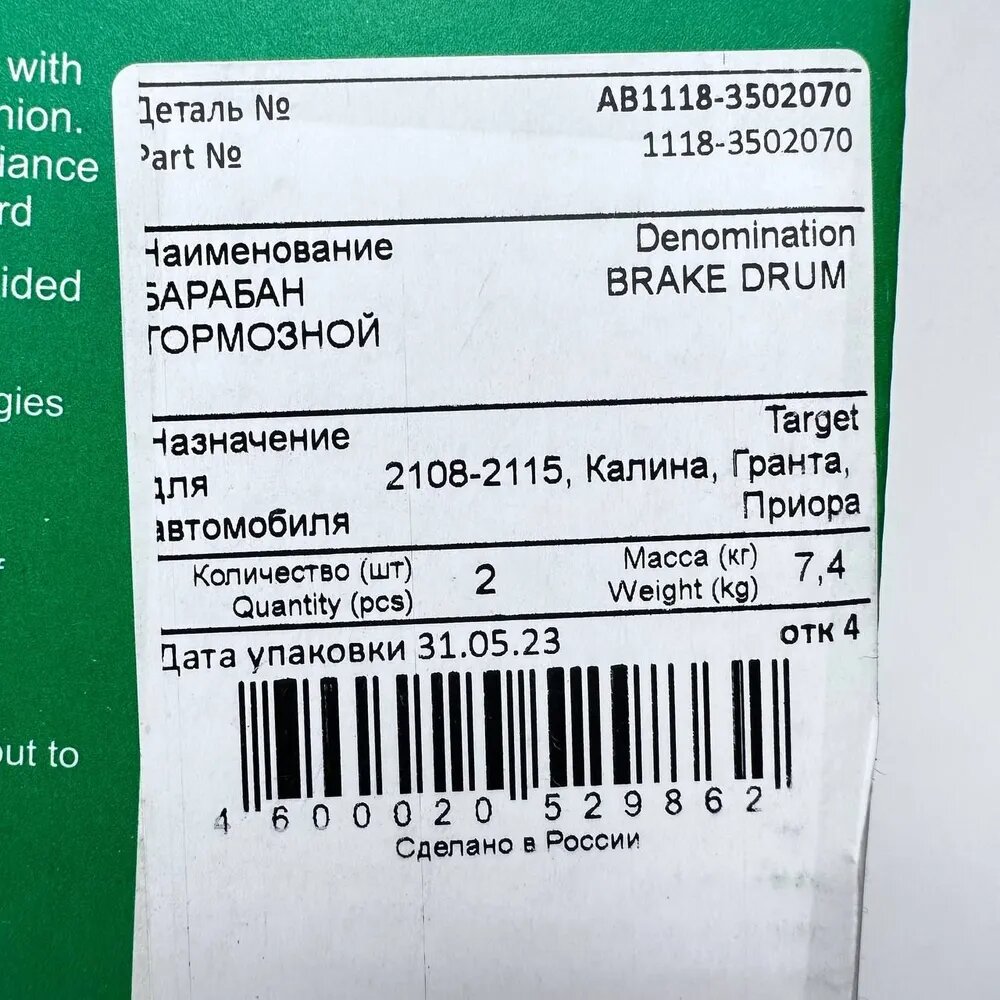 with
nion.
iance
rd
ided
gies
out to
Деталь № AB1118-3502070
Part № 1118-3502070
Наименование Denomination
БАРАБАН BRAKE DRUM
ТОРМОЗНОЙ
Назначение Target
для 2108-2115, Калина, Гранта,
автомобиля Приора
Количество (шт) 2 Масса (кг) 7,4
Quantity (pcs) Weight (kg)
Дата упаковки 31.05.23 отк 4
4 600020 529862
Сделано в России